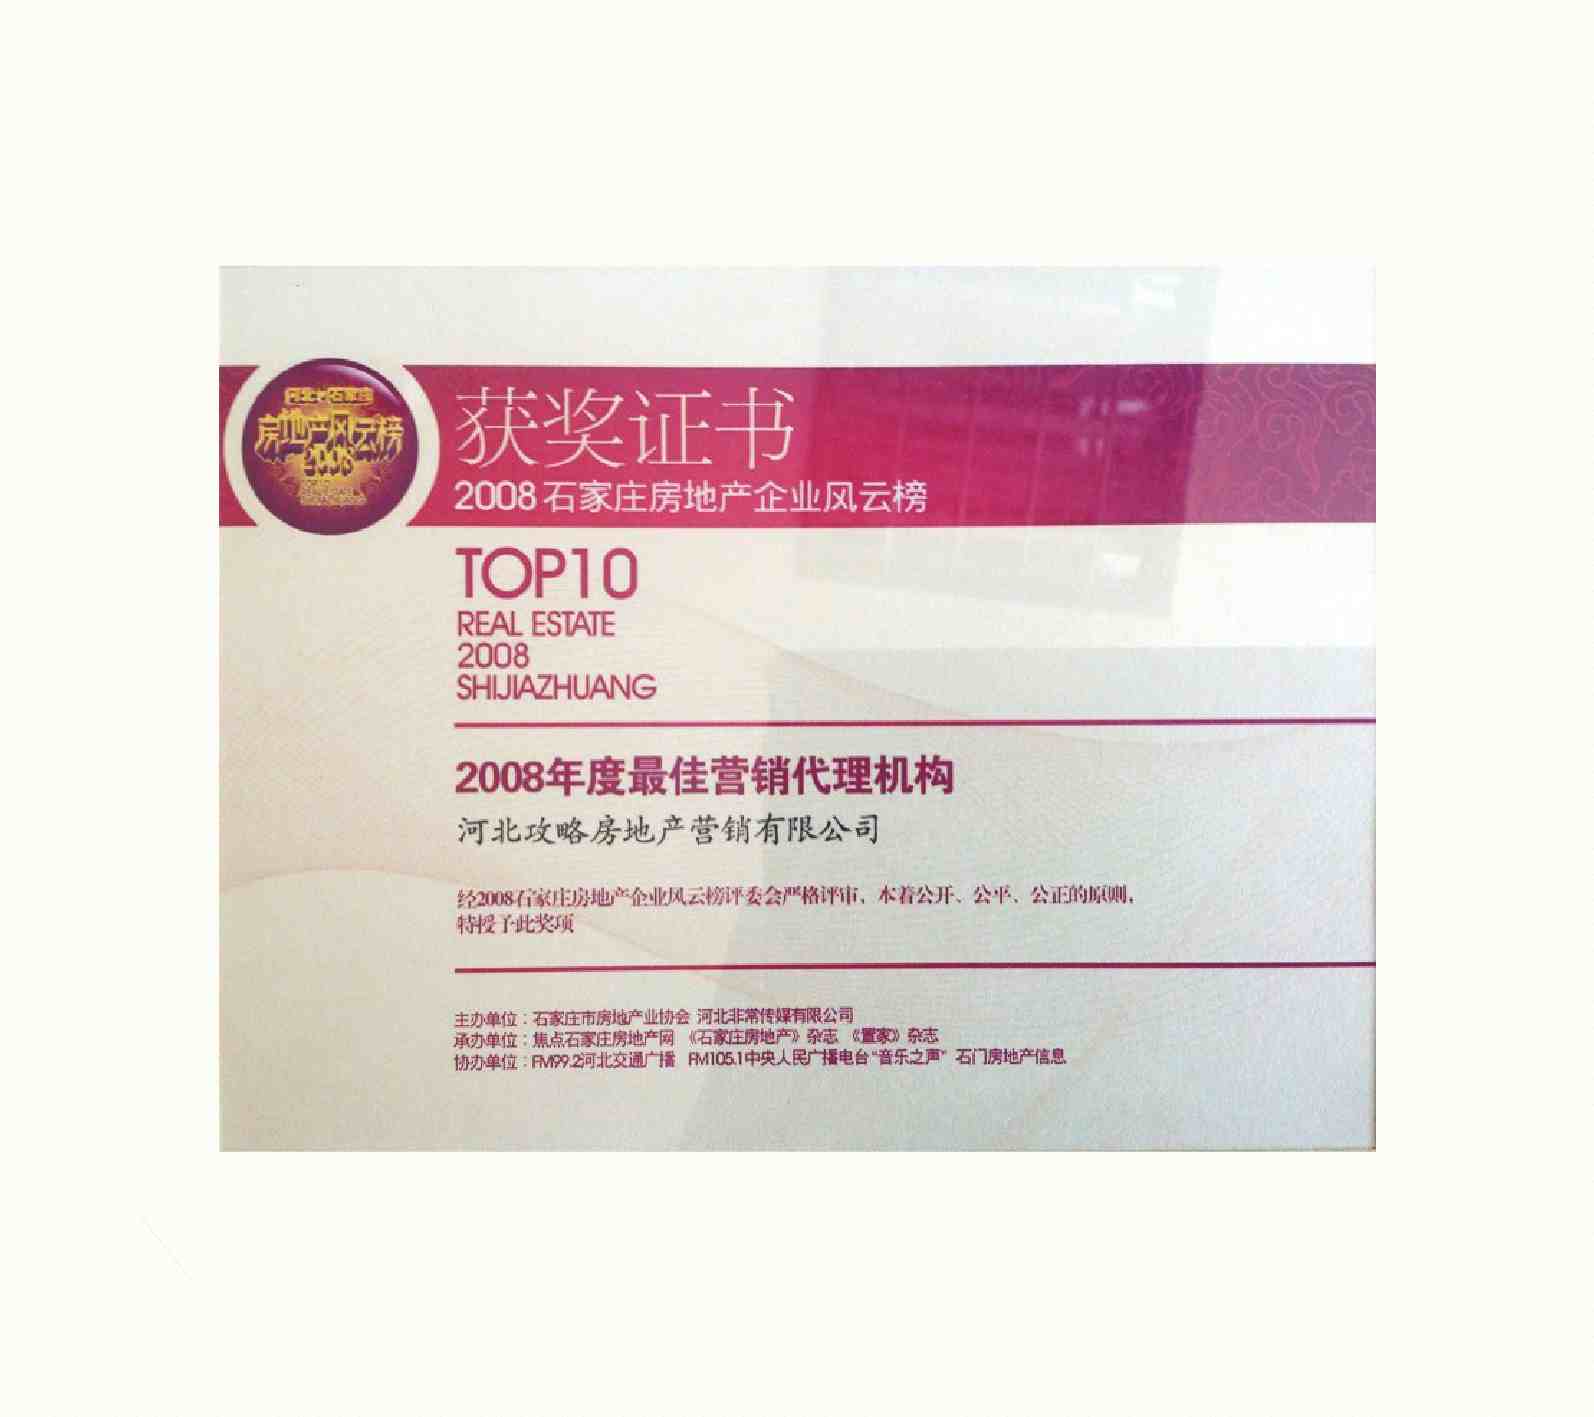 河北·石家庄
房地产风云榜
2008
获奖证书
2008石家庄房地产企业风云榜
TOP10
REAL ESTATE
2008
SHIJIAZHUANG
2008年度最佳营销代理机构
河北攻略房地产营销有限公司
经2008石家庄房地产企业风云榜评委会严格评审，本着公开、公平、公正的原则，
特授予此奖项
主办单位：石家庄市房地产业协会 河北非常传媒有限公司
承办单位：焦点石家庄房地产网 《石家庄房地产》杂志 《置家》杂志
协办单位：FM99.2河北交通广播 FM105.1中央人民广播电台“音乐之声” 石门房地产信息